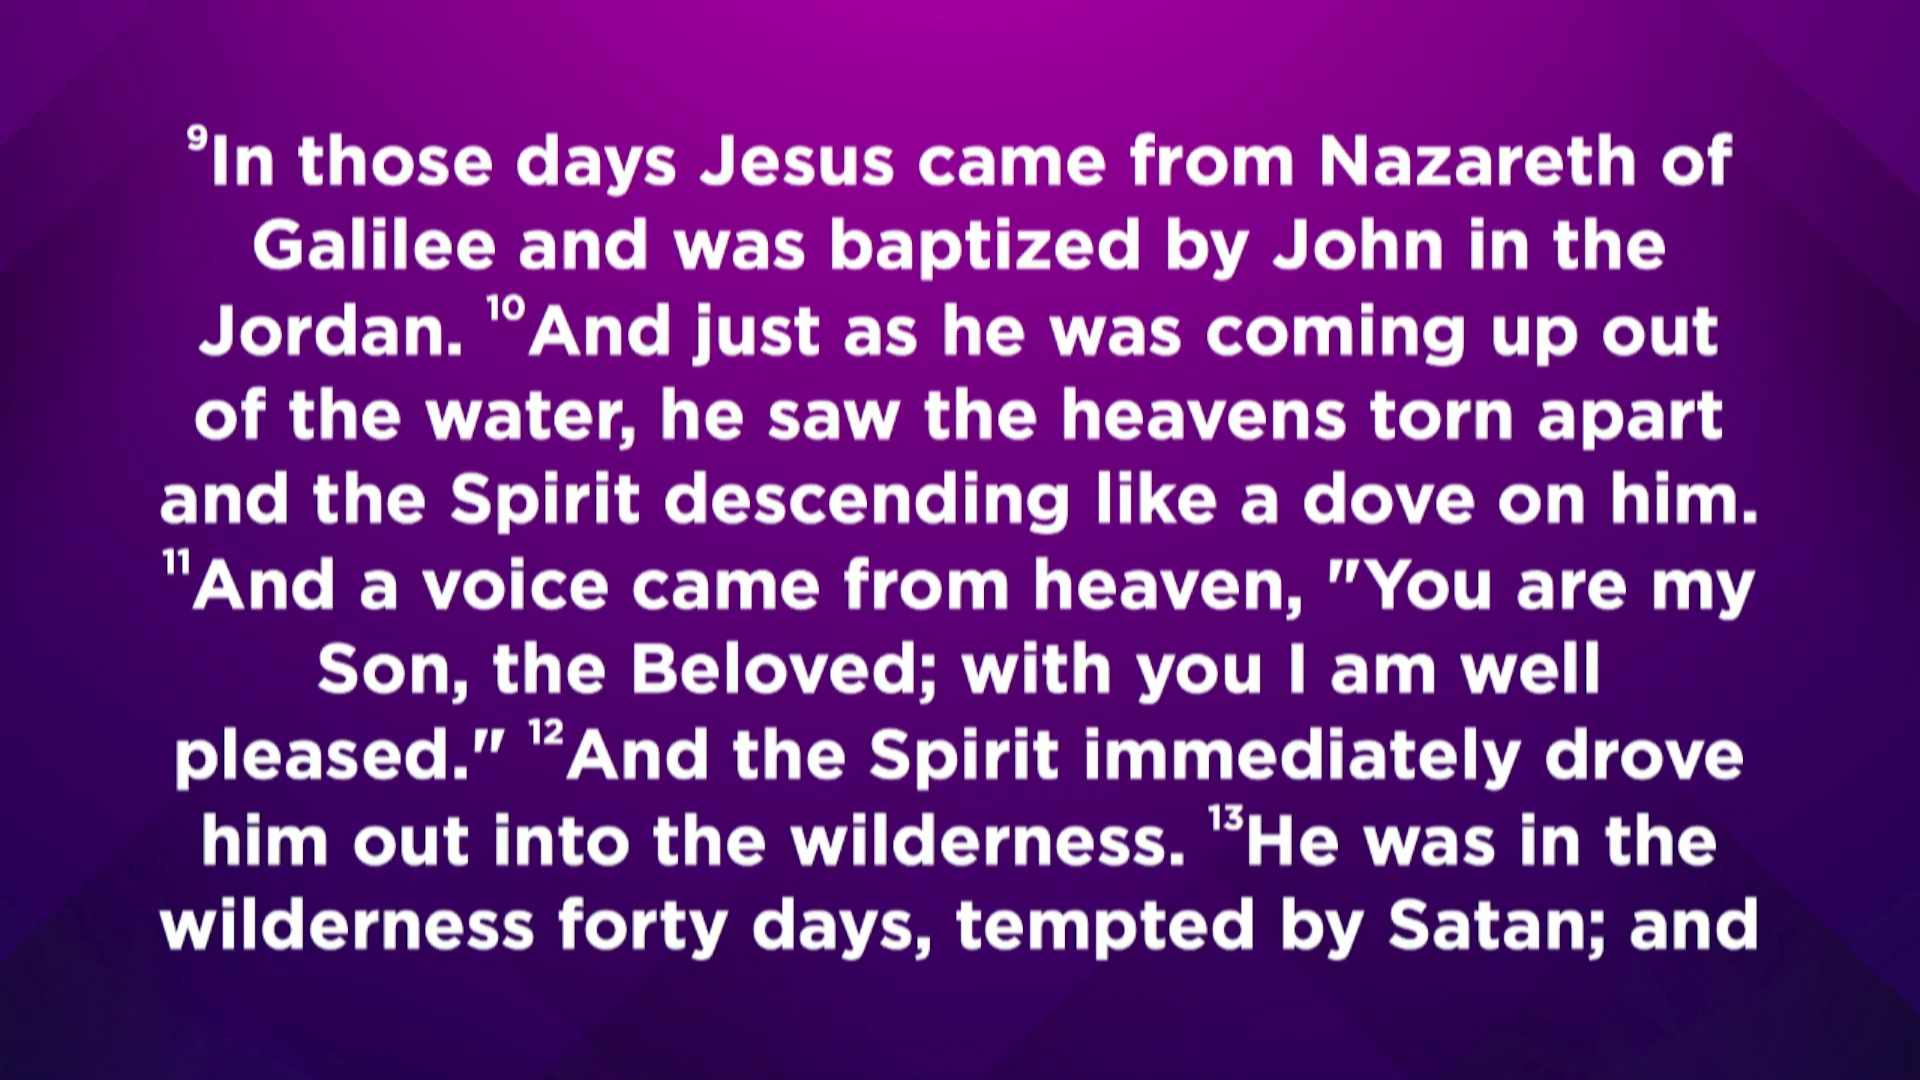 ⁹In those days Jesus came from Nazareth of
Galilee and was baptized by John in the
Jordan. ¹⁰And just as he was coming up out
of the water, he saw the heavens torn apart
and the Spirit descending like a dove on him.
¹¹And a voice came from heaven, "You are my
Son, the Beloved; with you I am well
pleased." ¹²And the Spirit immediately drove
him out into the wilderness. ¹³He was in the
wilderness forty days, tempted by Satan; and